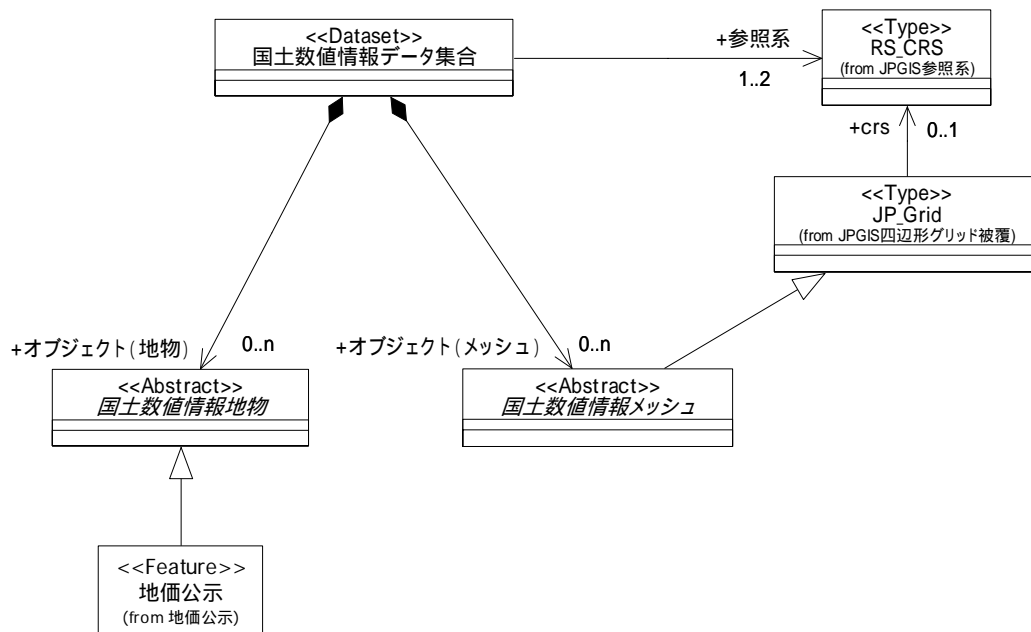 <<Dataset>>
国土数値情報データ集合
+参照系
1..2
<<Type>>
RS_CRS
(from JPGIS参照系)
+crs
0..1
<<Type>>
JP_Grid
(from JPGIS四辺形グリッド被覆)
+オブジェクト(地物)
0..n
+オブジェクト(メッシュ)
0..n
<<Abstract>>
国土数値情報地物
<<Abstract>>
国土数値情報メッシュ
<<Feature>>
地価公示
(from 地価公示)